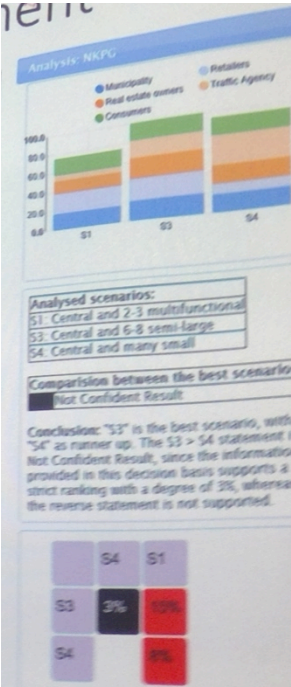 ment
Analysis: NKPG
Municipality
Retailers
Real estate owners
Traffic Agency
Consumers
100.0
80.0
60.0
40.0
20.0
0.0
S1
S3
S4
Analysed scenarios:
S1: Central and 2-3 multifunctional
S3: Central and 6-8 semi-large
S4: Central and many small
Comparision between the best scenario
Not Confident Result
Conclusion: "S3" is the best scenario, with
"S4" as runner up. The S3 > S4 statement i
Not Confident Result, since the informatio
provided in this decision basis supports a
strict ranking with a degree of 3%, wherea
the reverse statement is not supported.
S4 S1
S3 3%
S4